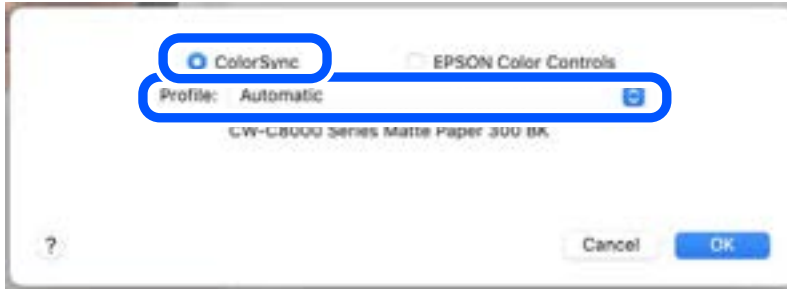 ColorSync EPSON Color Controls
Profile: Automatic
CW-C8000 Series Matte Paper 300 BK
? Cancel OK